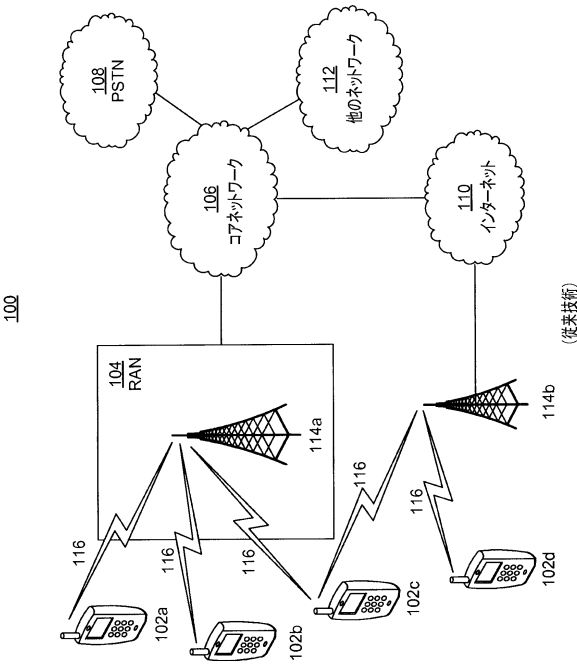 100
108
PSTN
106
コアネットワーク
112
他のネットワーク
104
RAN
114a
110
インターネット
116
116
116
116
116
102a
102b
102c
102d
114b
(従来技術)